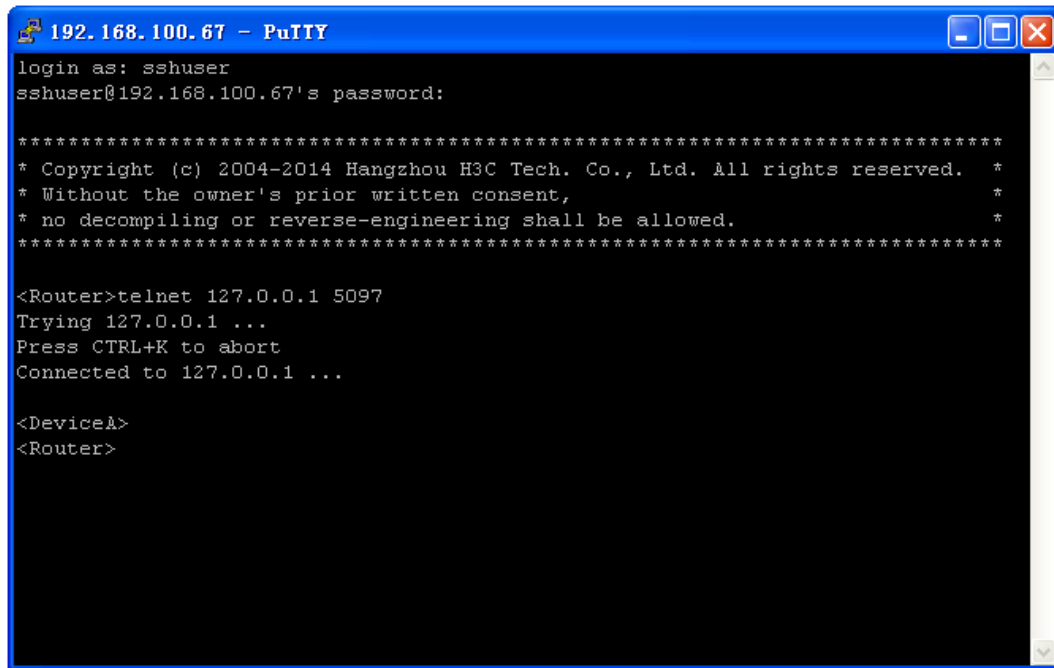 192.168.100.67 - PuTTY
login as: sshuser
sshuser@192.168.100.67's password:
******************************************************************************
* Copyright (c) 2004-2014 Hangzhou H3C Tech. Co., Ltd. All rights reserved.  *
* Without the owner's prior written consent,                                 *
* no decompiling or reverse-engineering shall be allowed.                    *
******************************************************************************
<Router>telnet 127.0.0.1 5097
Trying 127.0.0.1 ...
Press CTRL+K to abort
Connected to 127.0.0.1 ...
<DeviceA>
<Router>